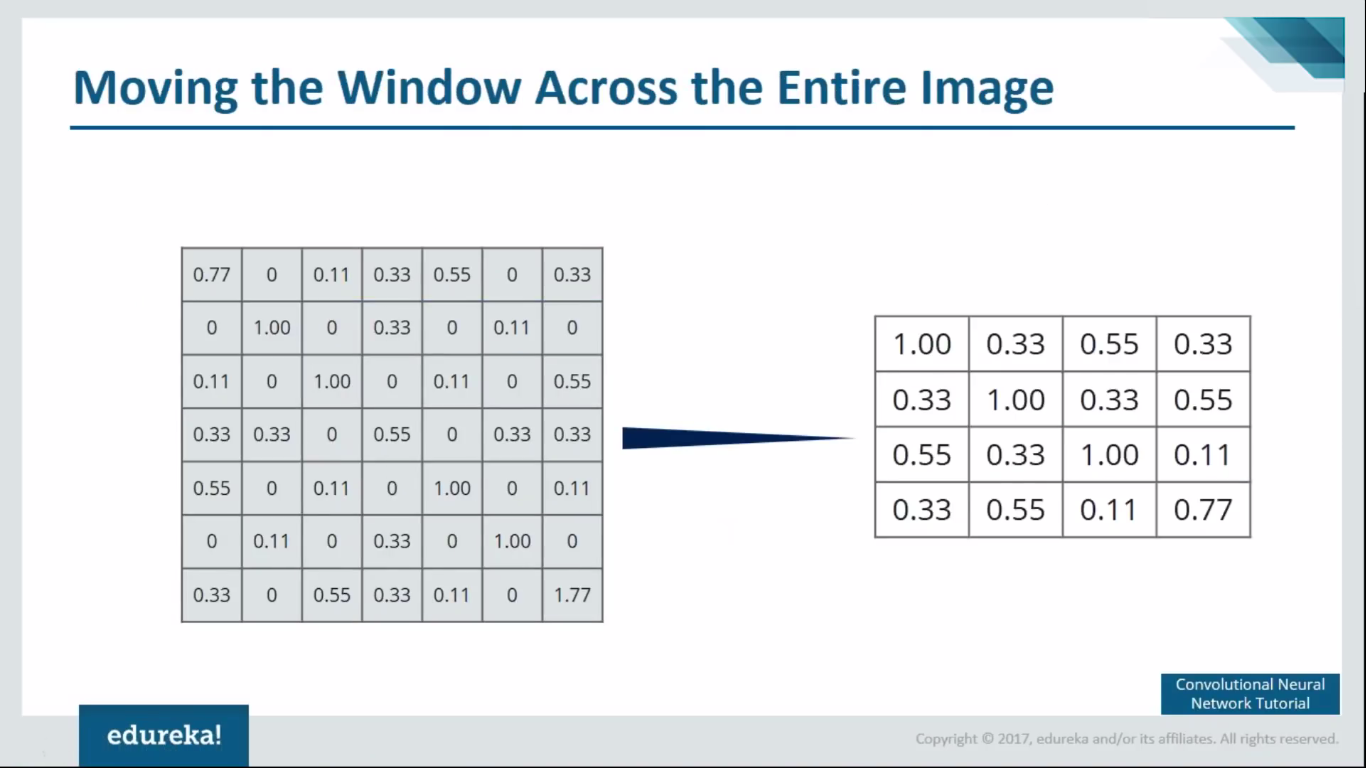 Moving the Window Across the Entire Image
0.77 0 0.11 0.33 0.55 0 0.33
0 1.00 0 0.33 0 0.11 0
0.11 0 1.00 0 0.11 0 0.55
0.33 0.33 0 0.55 0 0.33 0.33
0.55 0 0.11 0 1.00 0 0.11
0 0.11 0 0.33 0 1.00 0
0.33 0 0.55 0.33 0.11 0 1.77
1.00 0.33 0.55 0.33
0.33 1.00 0.33 0.55
0.55 0.33 1.00 0.11
0.33 0.55 0.11 0.77
Convolutional Neural
Network Tutorial
edureka!
Copyright © 2017, edureka and/or its affiliates. All rights reserved.